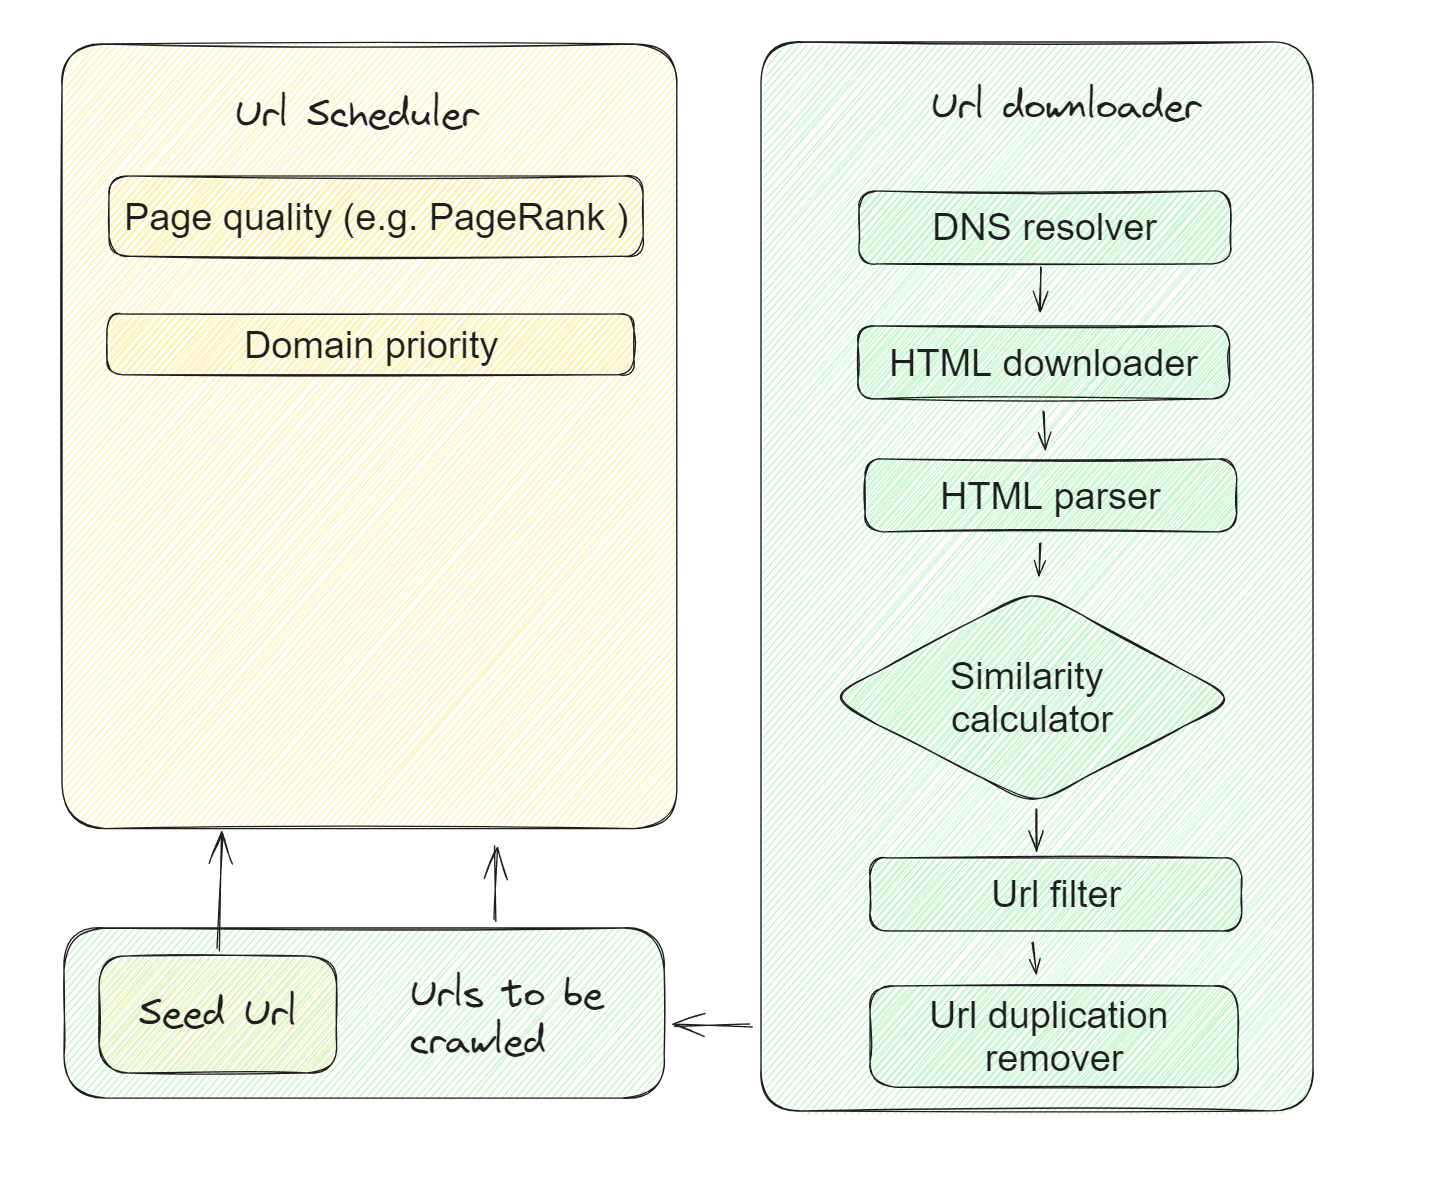 Url Scheduler
Page quality (e.g. PageRank )
Domain priority
Seed Url
Urls to be
crawled
Url downloader
DNS resolver
HTML downloader
HTML parser
Similarity
calculator
Url filter
Url duplication
remover